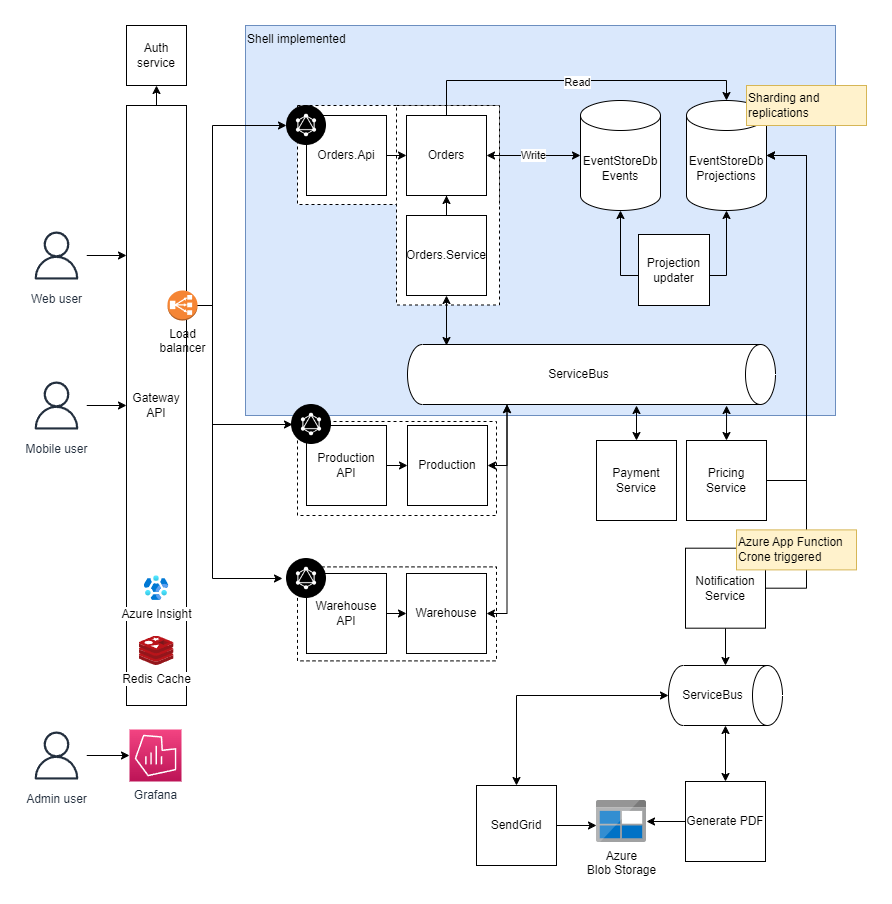 Auth
service
Shell implemented
Read
Sharding and
replications
Orders.Api
Orders
Write
EventStoreDb
Events
EventStoreDb
Projections
Orders.Service
Projection
updater
Web user
Load
balancer
ServiceBus
Gateway
API
Mobile user
Production
API
Production
Payment
Service
Pricing
Service
Azure App Function
Crone triggered
Notification
Service
Azure Insight
Warehouse
API
Warehouse
Redis Cache
ServiceBus
Admin user
Grafana
SendGrid
Generate PDF
Azure
Blob Storage